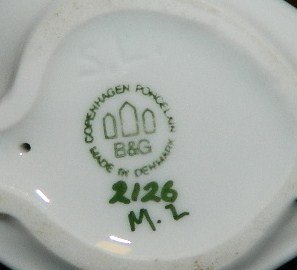 COPENHAGEN PORCELAIN
B&G
MADE IN DENMARK
2126
M.2